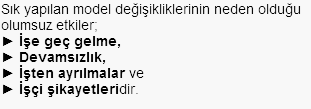 Sık yapılan model değişikliklerinin neden olduğu
olumsuz etkiler;
► İşe geç gelme,
► Devamsızlık,
► İşten ayrılmalar ve
► İşçi şikayetleridir.